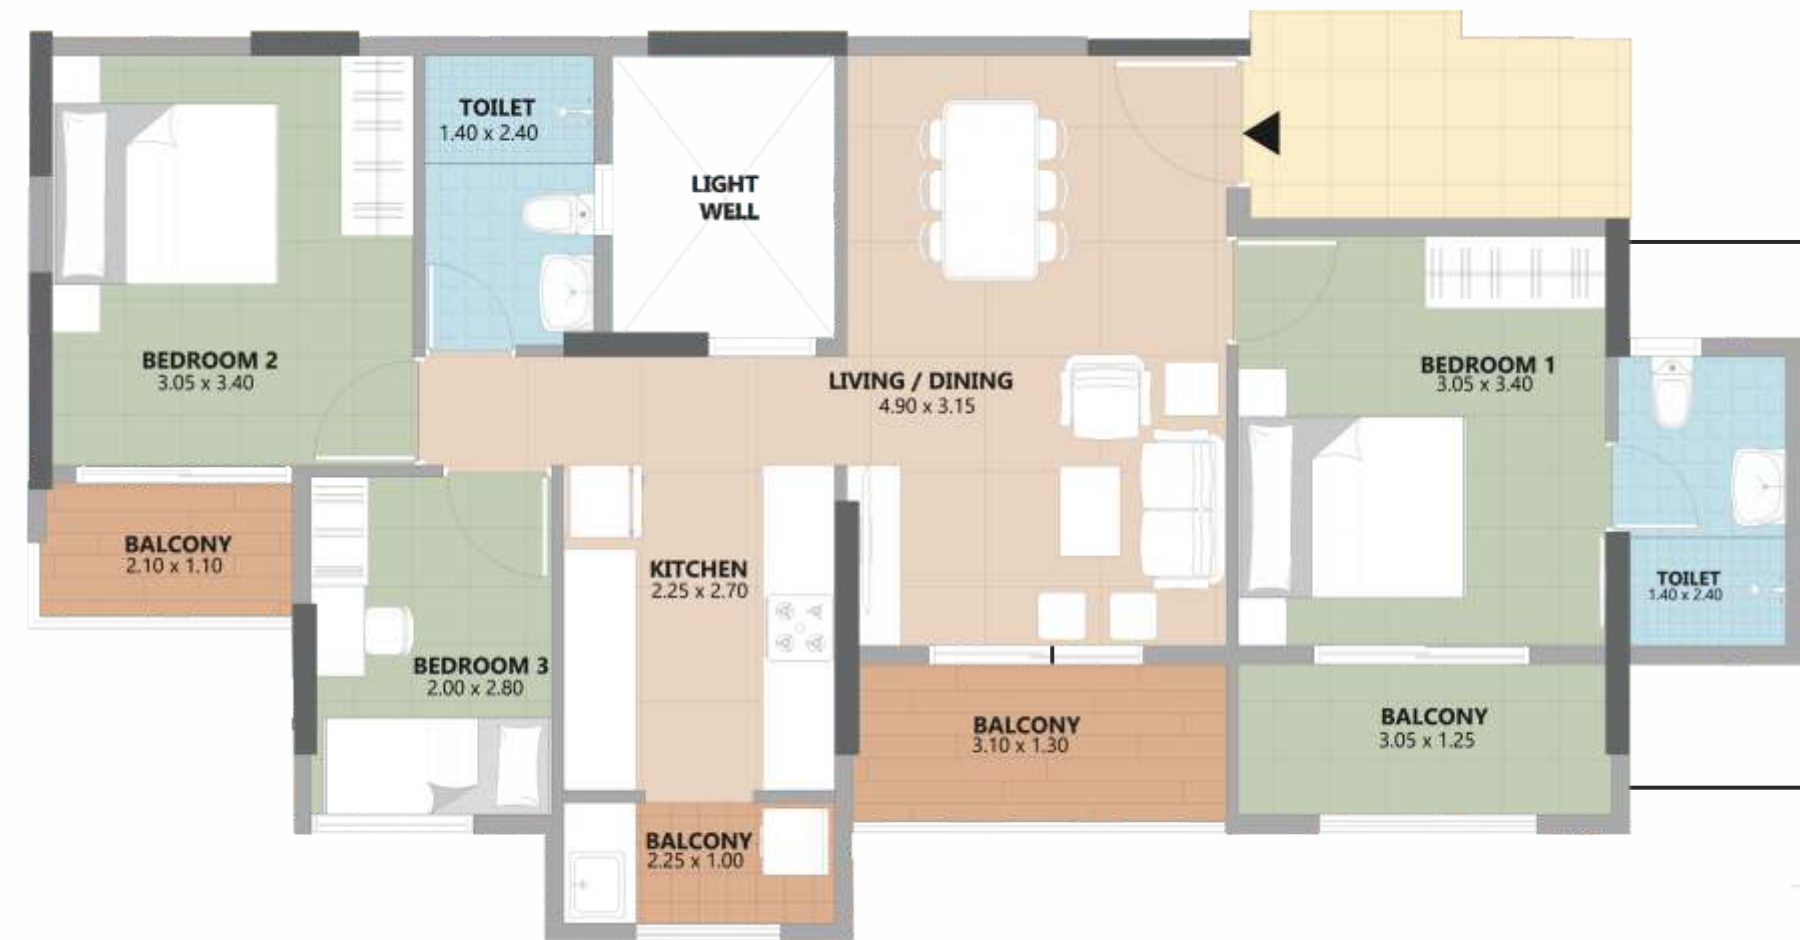 TOILET
1.40 x 2.40
LIGHT
WELL
BEDROOM 2
3.05 x 3.40
LIVING / DINING
4.90 x 3.15
BEDROOM 1
3.05 x 3.40
BALCONY
2.10 x 1.10
KITCHEN
2.25 x 2.70
TOILET
1.40 x 2.40
BEDROOM 3
2.00 x 2.80
BALCONY
3.10 x 1.30
BALCONY
3.05 x 1.25
BALCONY
2.25 x 1.00